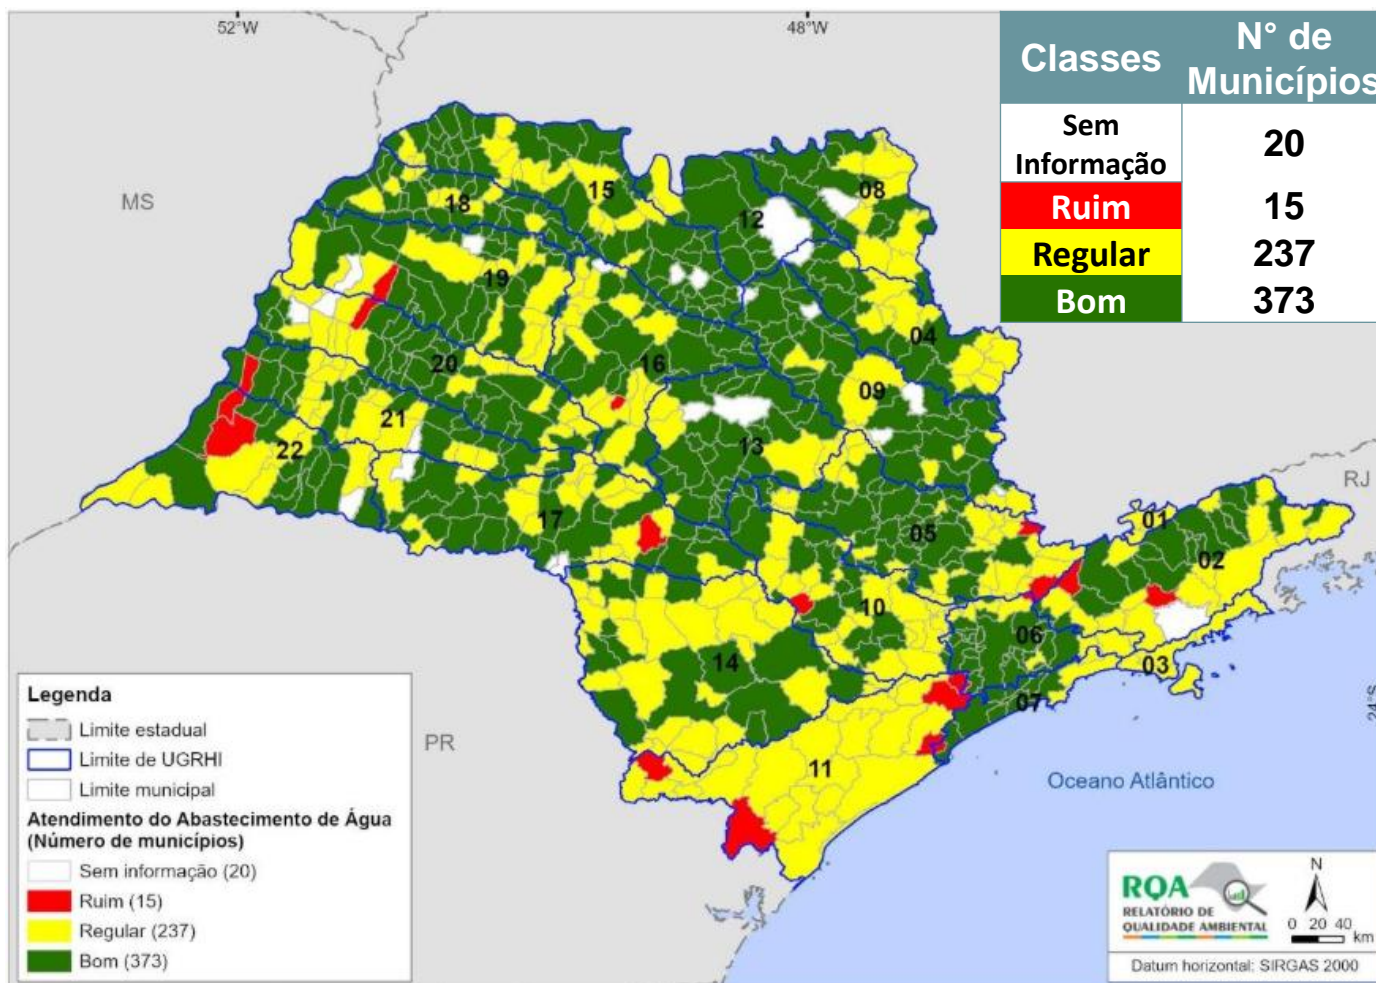 52°W
48°W
Classes
N° de
Municípios
Sem
Informação
20
Ruim
15
Regular
237
Bom
373
MS
RJ
PR
24°S
15
08
18
12
19
04
20
16
09
21
13
22
17
05
01
02
10
06
03
14
07
11
Oceano Atlântico
Legenda
Limite estadual
Limite de UGRHI
Limite municipal
Atendimento do Abastecimento de Água
(Número de municípios)
Sem informação (20)
Ruim (15)
Regular (237)
Bom (373)
RQA
RELATÓRIO DE
QUALIDADE AMBIENTAL
N
0 20 40
km
Datum horizontal: SIRGAS 2000